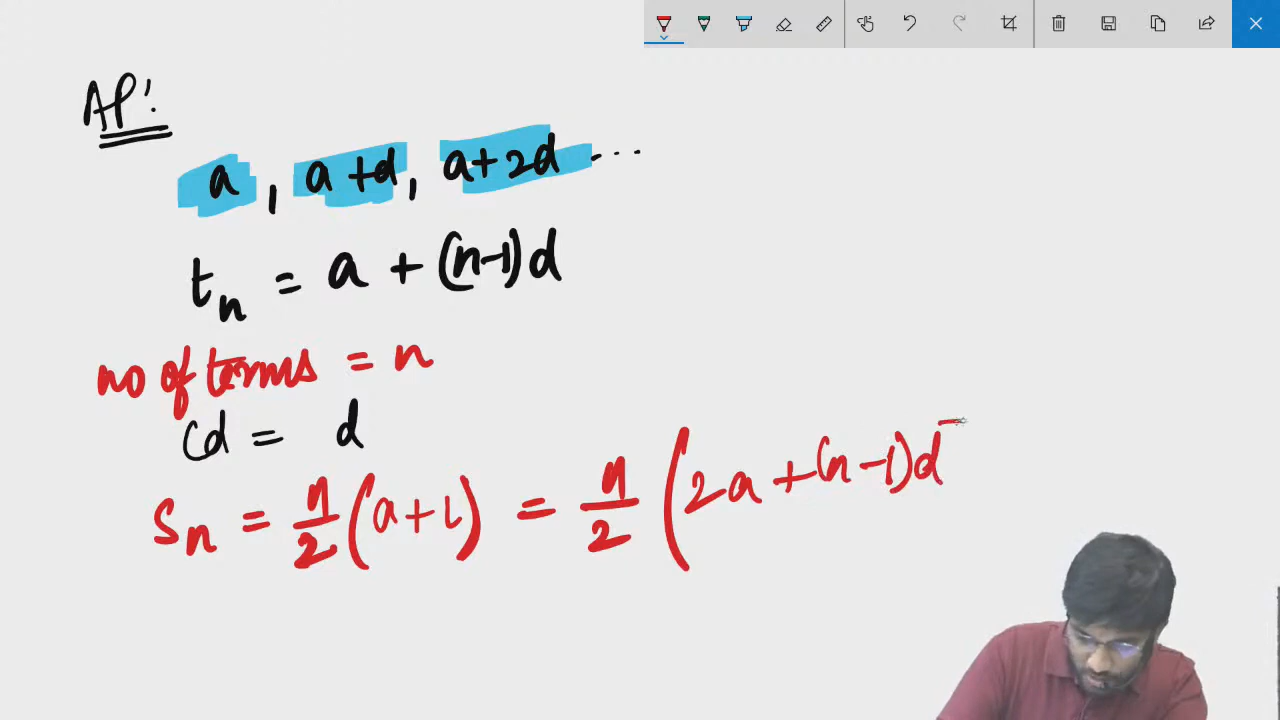 AP:
a, a+d, a+2d ...
tn = a + (n-1)d
no of terms = n
cd = d
Sn = n/2 (a+l) = n/2 (2a+(n-1)d